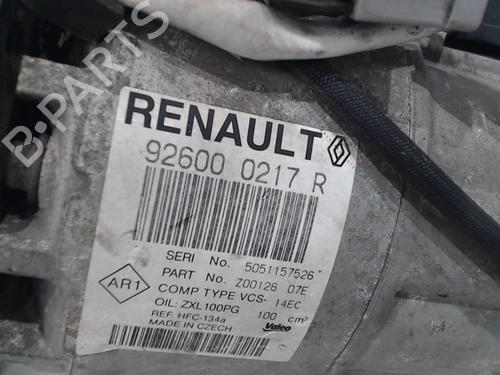 B-PARTS
RENAULT
92600 0217 R
SERI No. 5051157526
PART No. Z00126 07E
COMP TYPE VCS- 14EC
OIL: ZXL100PG 100 cm³
REF. HFC-134a
MADE IN CZECH
Valeo
AR1